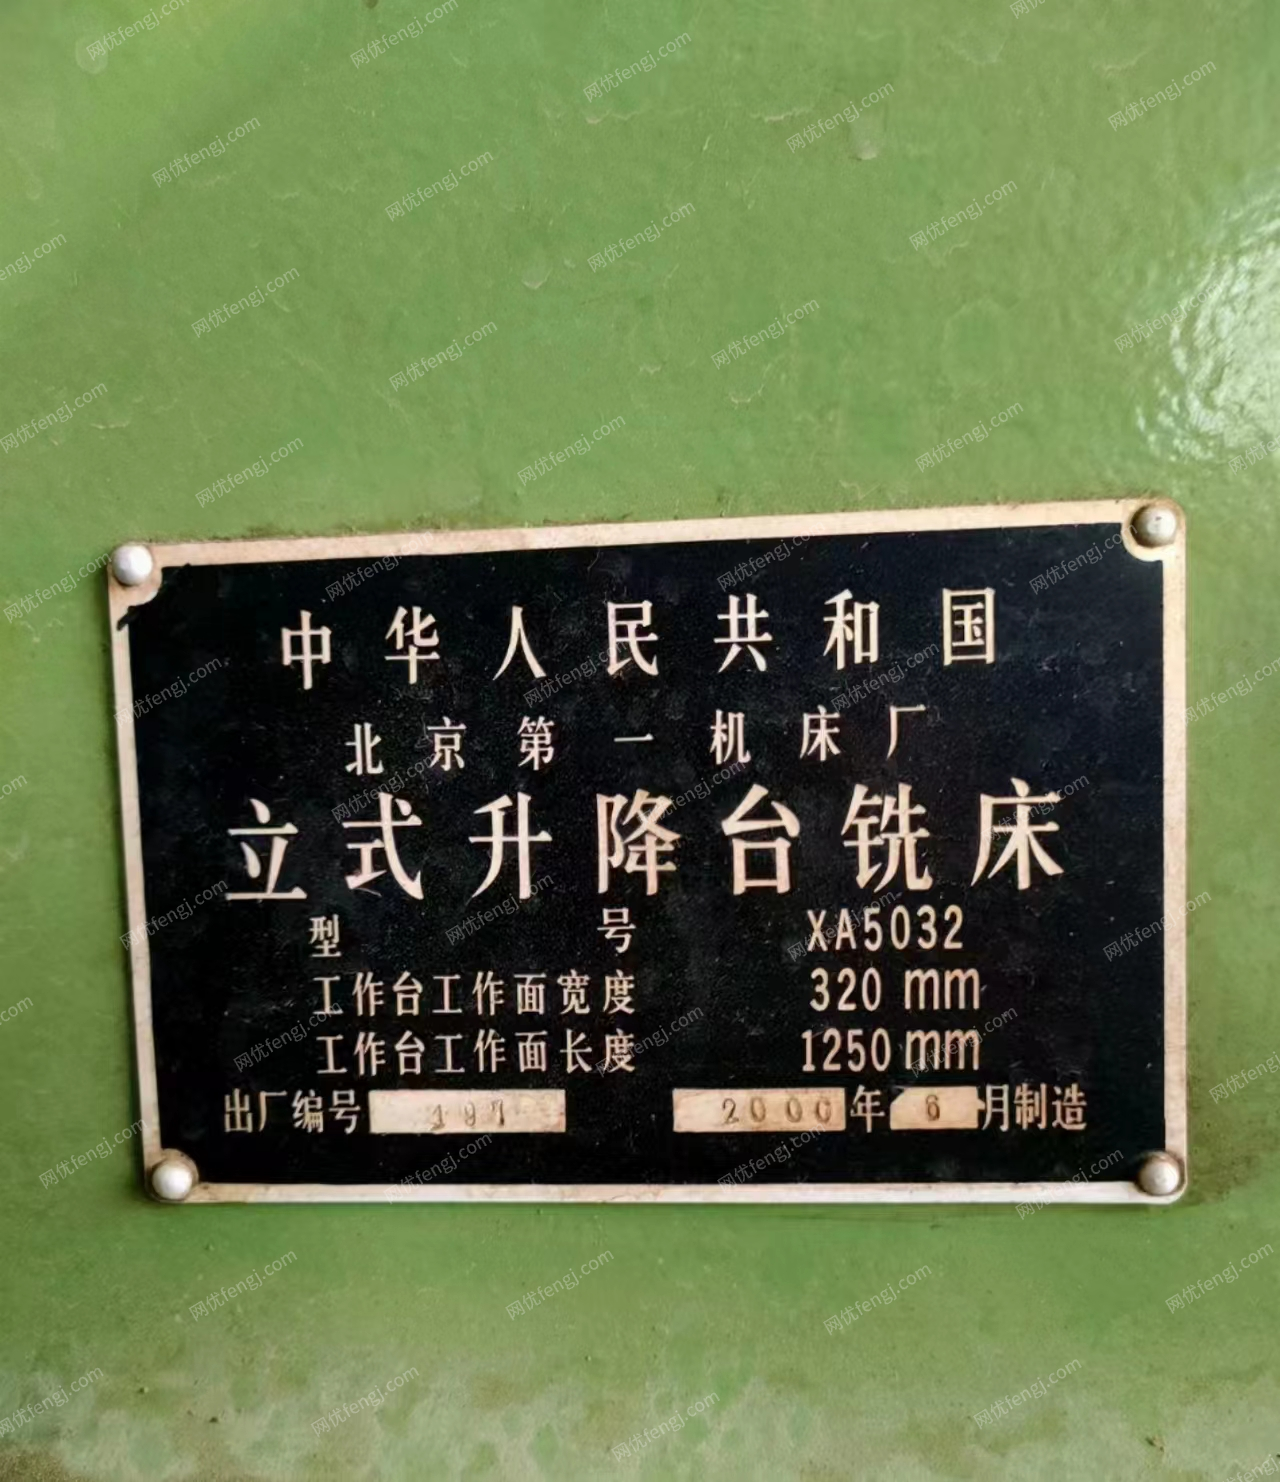 中华人民共和国
北京第一机床厂
立式升降台铣床
型号 XA5032
工作台工作面宽度 320 mm
工作台工作面长度 1250 mm
出厂编号 197 2000年 6 月制造
网优fengj.com